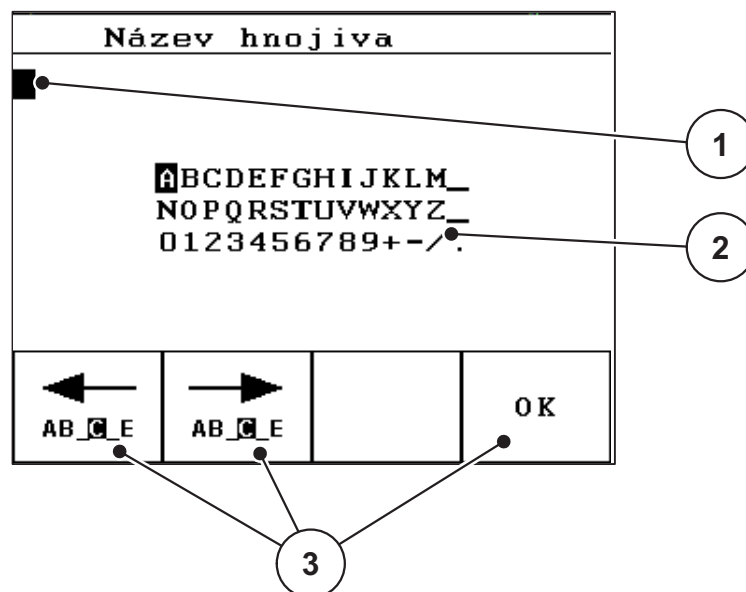 Název hnojiva
1
ABCDEFGHIJKLM_
NOPQRSTUVWXYZ_
0123456789+-/.
2
AB_C_E
AB_C_E
OK
3